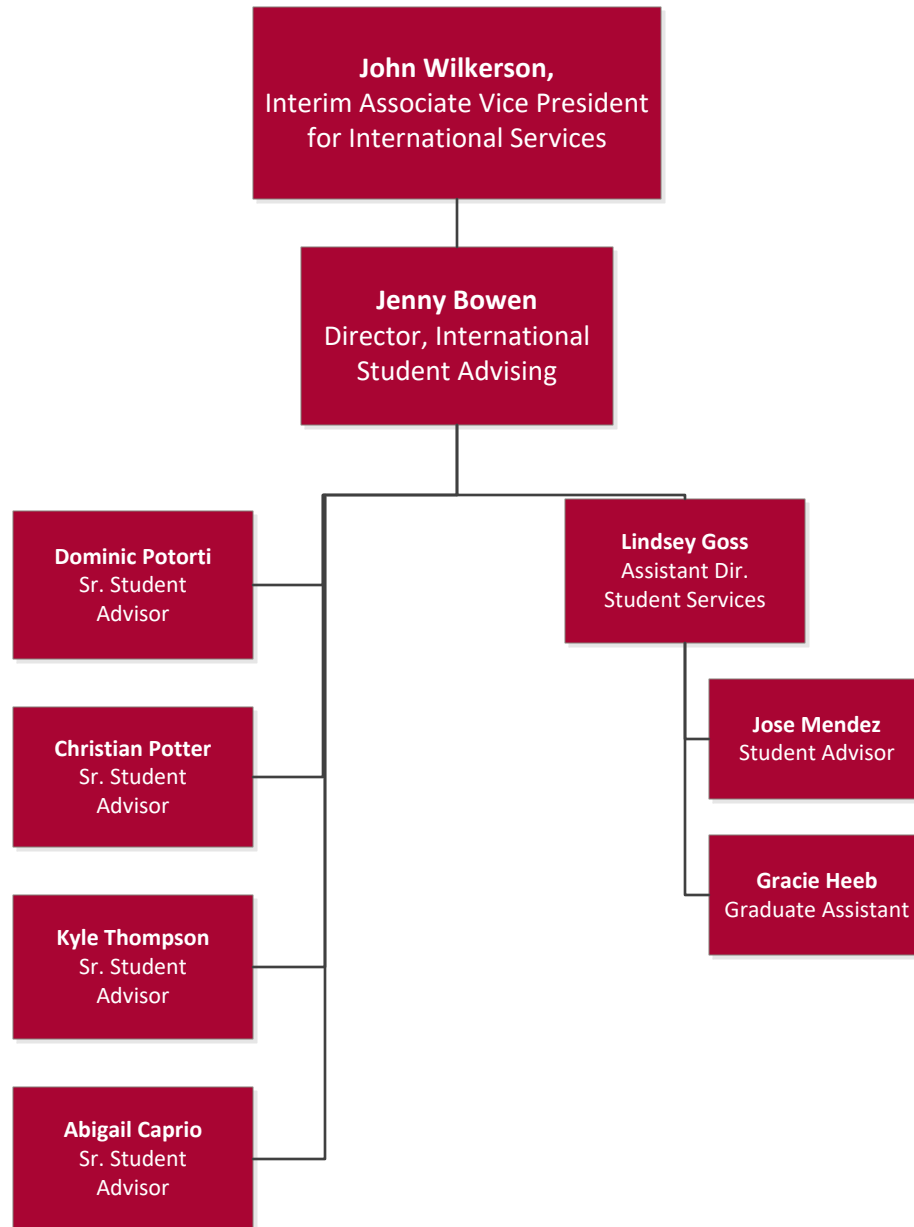 John Wilkerson,
Interim Associate Vice President
for International Services
Jenny Bowen
Director, International
Student Advising
Dominic Potorti
Sr. Student
Advisor
Christian Potter
Sr. Student
Advisor
Kyle Thompson
Sr. Student
Advisor
Abigail Caprio
Sr. Student
Advisor
Lindsey Goss
Assistant Dir.
Student Services
Jose Mendez
Student Advisor
Gracie Heeb
Graduate Assistant